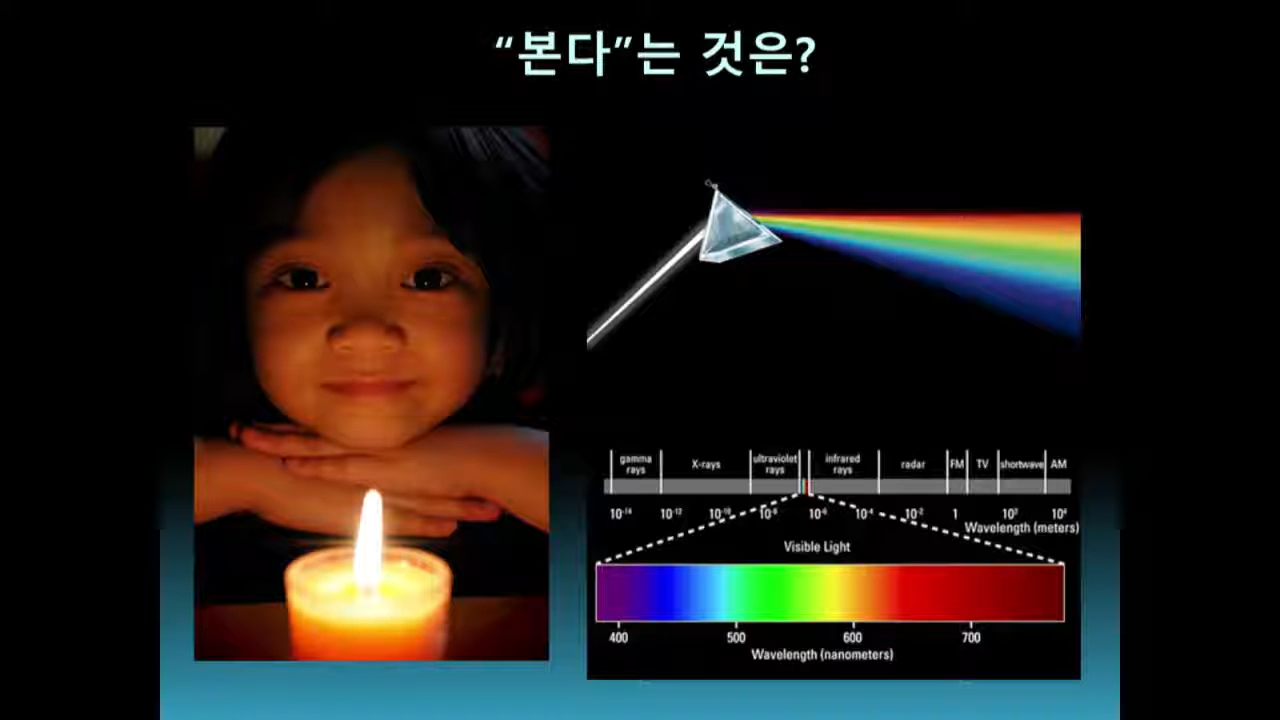 “본다”는 것은?
gamma rays X-rays ultraviolet rays infrared rays radar FM TV shortwave AM
10⁻¹⁴ 10⁻¹² 10⁻¹⁰ 10⁻⁸ 10⁻⁶ 10⁻⁴ 10⁻² 1 10² 10⁴
Wavelength (meters)
Visible Light
400 500 600 700
Wavelength (nanometers)